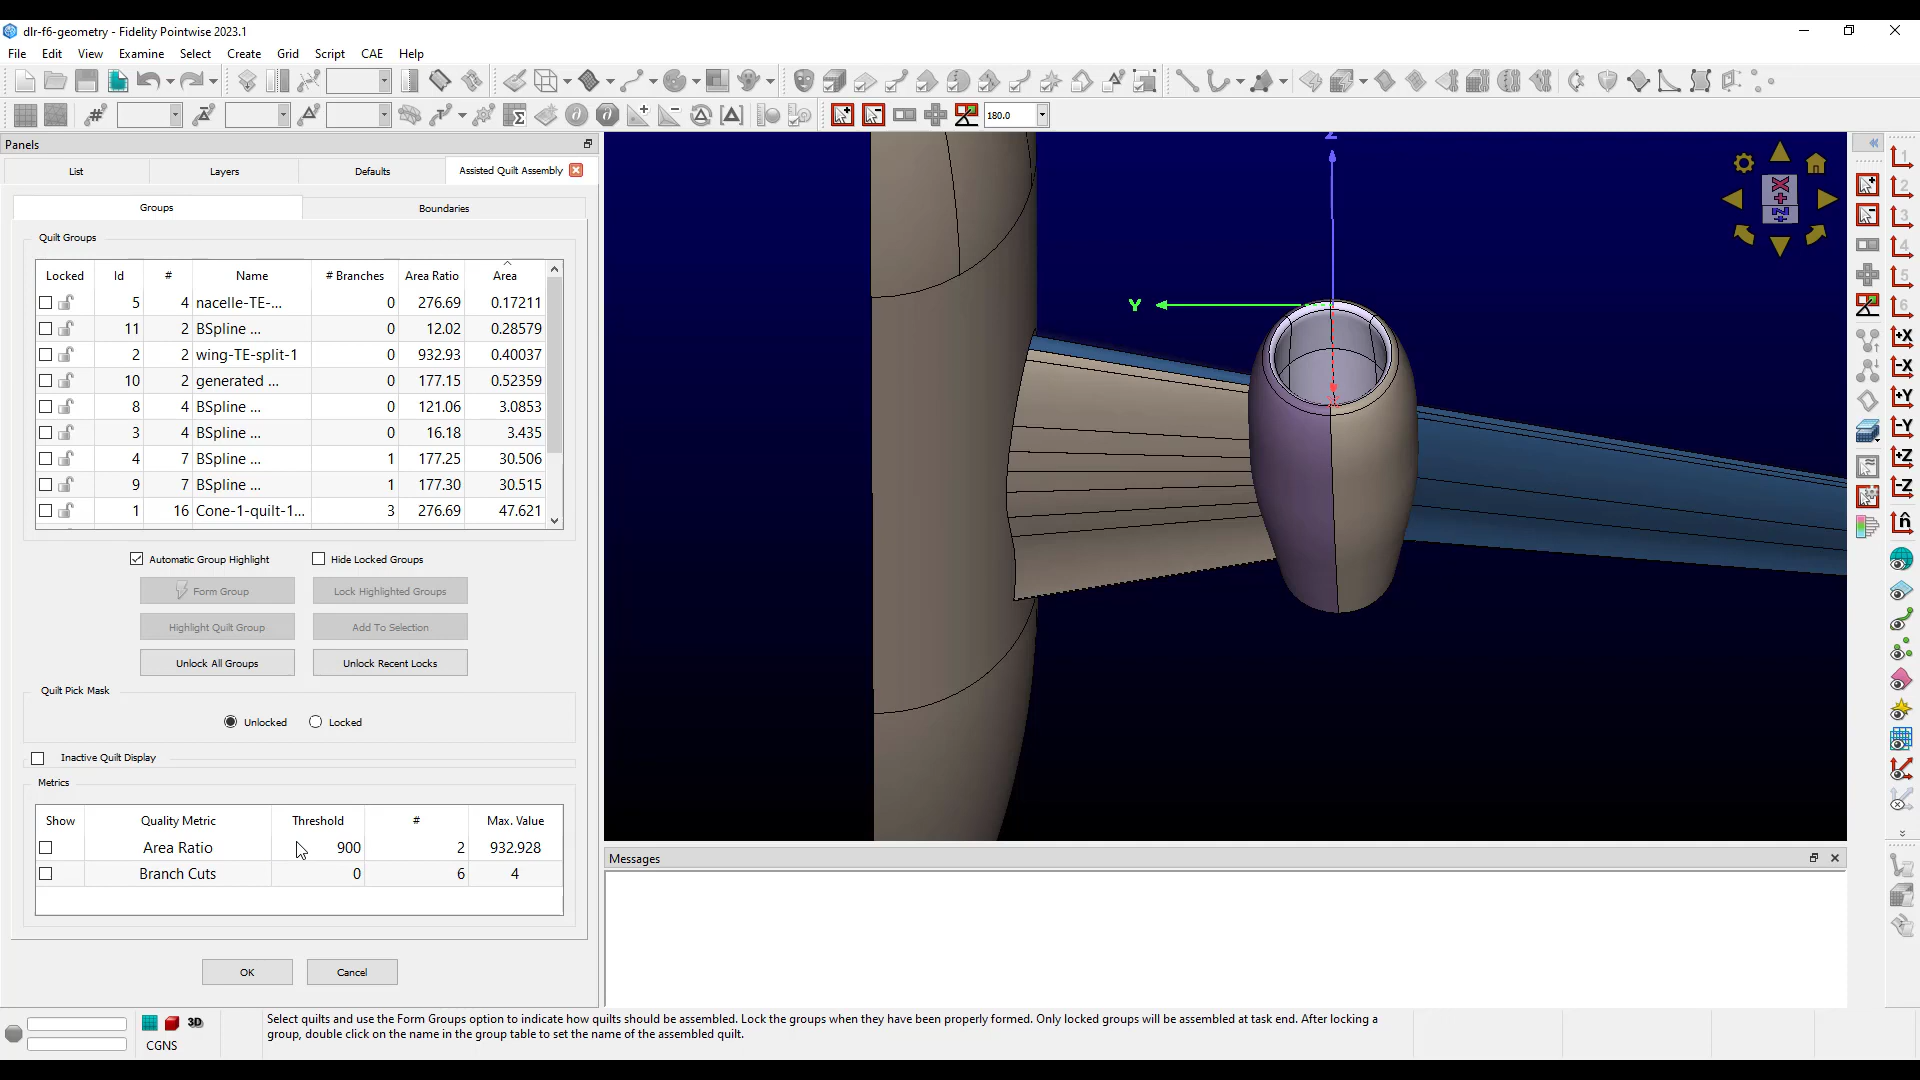 dlr-f6-geometry - Fidelity Pointwise 2023.1
File Edit View Examine Select Create Grid Script CAE Help
180.0
Panels
List Layers Defaults Assisted Quilt Assembly
Groups Boundaries
Quilt Groups
Locked Id # Name # Branches Area Ratio Area
5 4 nacelle-TE-... 0 276.69 0.17211
11 2 BSpline ... 0 12.02 0.28579
2 2 wing-TE-split-1 0 932.93 0.40037
10 2 generated ... 0 177.15 0.52359
8 4 BSpline ... 0 121.06 3.0853
3 4 BSpline ... 0 16.18 3.435
4 7 BSpline ... 1 177.25 30.506
9 7 BSpline ... 1 177.30 30.515
1 16 Cone-1-quilt-1... 3 276.69 47.621
Automatic Group Highlight Hide Locked Groups
Form Group Lock Highlighted Groups
Highlight Quilt Group Add To Selection
Unlock All Groups Unlock Recent Locks
Quilt Pick Mask
Unlocked Locked
Inactive Quilt Display
Metrics
Show Quality Metric Threshold # Max. Value
Area Ratio 900 2 932.928
Branch Cuts 0 6 4
OK Cancel
Y
1
2
3
4
5
6
+X
-X
+Y
-Y
+Z
-Z
n̂
Messages
3D
CGNS
Select quilts and use the Form Groups option to indicate how quilts should be assembled. Lock the groups when they have been properly formed. Only locked groups will be assembled at task end. After locking a
group, double click on the name in the group table to set the name of the assembled quilt.